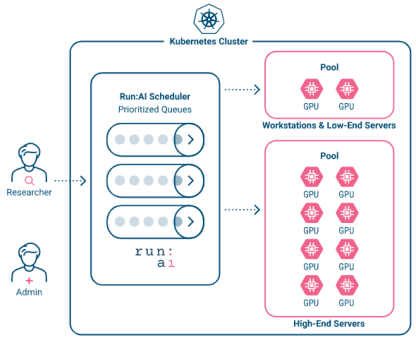 Kubernetes Cluster
Run:AI Scheduler
Prioritized Queues
run:
ai
Researcher
Admin
Pool
GPU GPU
Workstations & Low-End Servers
Pool
GPU GPU
GPU GPU
GPU GPU
GPU GPU
High-End Servers